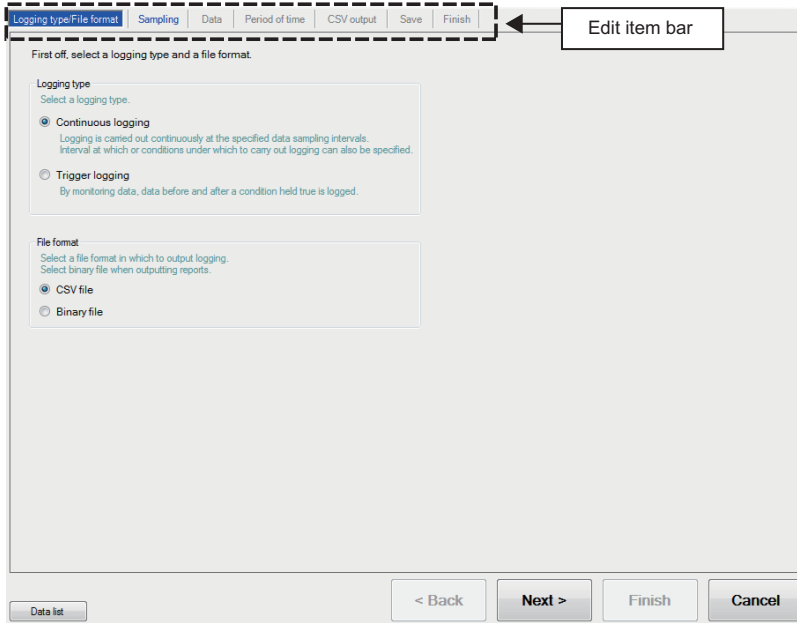 Logging type/File format Sampling Data Period of time CSV output Save Finish
Edit item bar
First off, select a logging type and a file format.
Logging type
Select a logging type.
Continuous logging
Logging is carried out continuously at the specified data sampling intervals.
Interval at which or conditions under which to carry out logging can also be specified.
Trigger logging
By monitoring data, data before and after a condition held true is logged.
File format
Select a file format in which to output logging.
Select binary file when outputting reports.
CSV file
Binary file
Data list
< Back Next > Finish Cancel